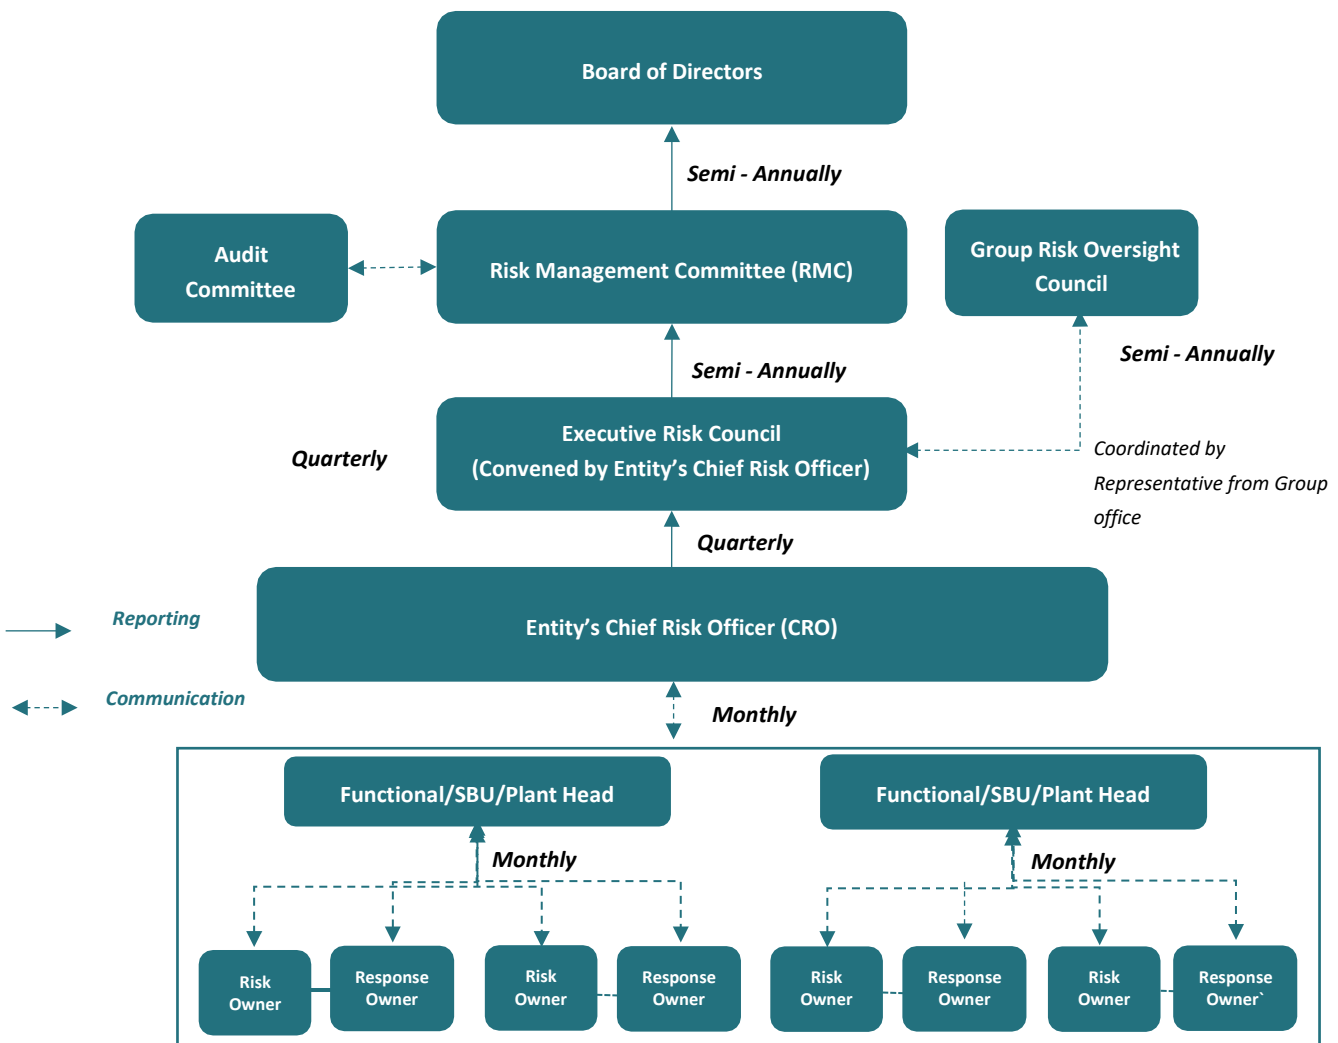 Board of Directors
Semi - Annually
Audit
Committee
Risk Management Committee (RMC)
Group Risk Oversight
Council
Semi - Annually
Semi - Annually
Quarterly
Executive Risk Council
(Convened by Entity’s Chief Risk Officer)
Coordinated by
Representative from Group
office
Quarterly
Entity’s Chief Risk Officer (CRO)
Reporting
Communication
Monthly
Functional/SBU/Plant Head
Functional/SBU/Plant Head
Monthly
Monthly
Risk
Owner
Response
Owner
Risk
Owner
Response
Owner
Risk
Owner
Response
Owner
Risk
Owner
Response
Owner`